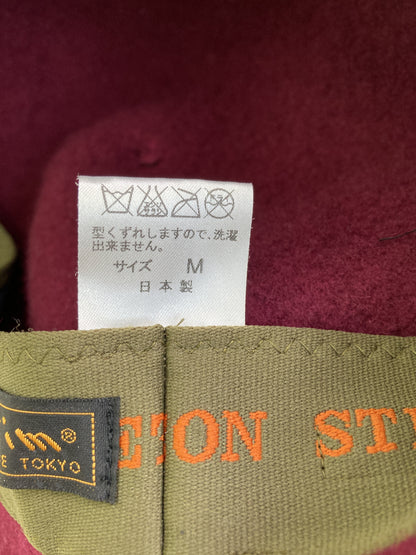 型くずれしますので、洗濯
出来ません。
サイズ M
日本製
im®
E TOKYO
ETON ST